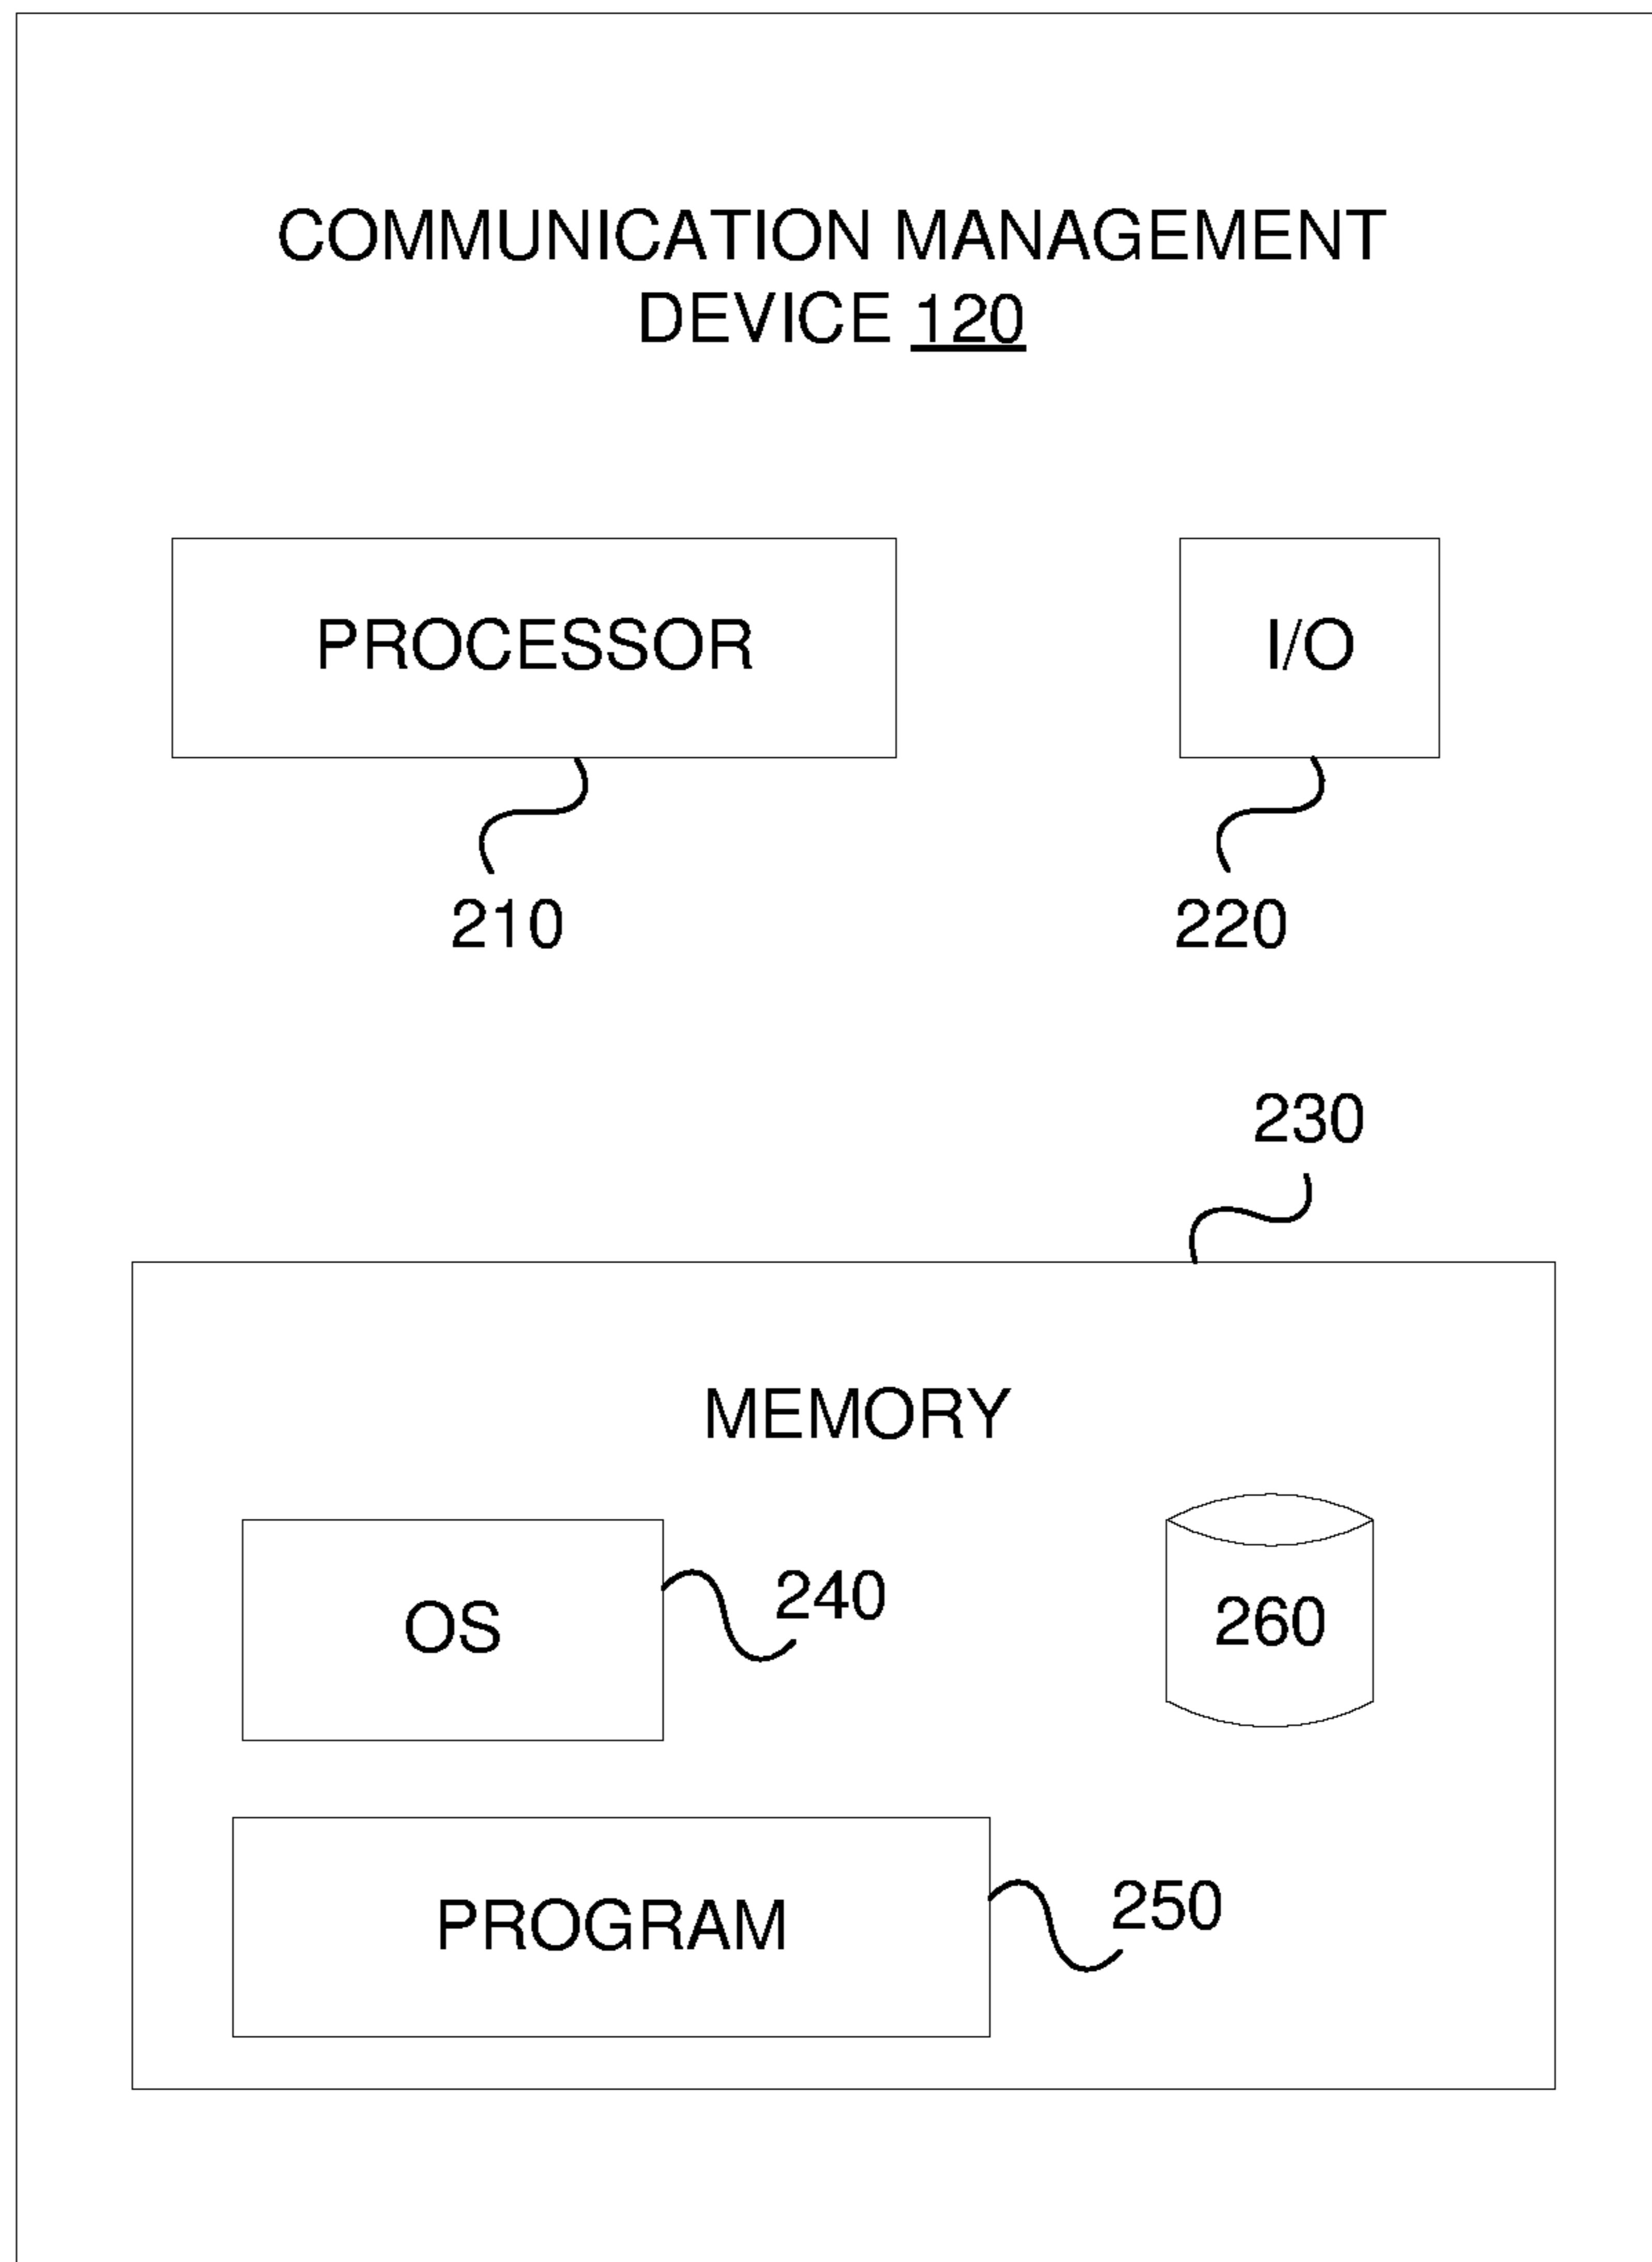 COMMUNICATION MANAGEMENT
DEVICE 120
PROCESSOR
I/O
210
220
230
MEMORY
OS
240
260
PROGRAM
250